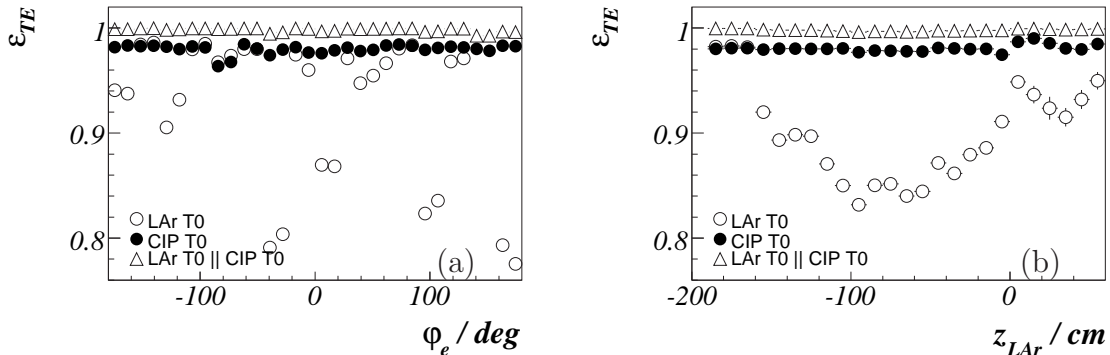 ε_TE
1
0.9
0.8
LAr T0
CIP T0
LAr T0 || CIP T0
(a)
-100 0 100
φ_e / deg
ε_TE
1
0.9
0.8
LAr T0
CIP T0
LAr T0 || CIP T0
(b)
-200 -100 0
z_LAr / cm